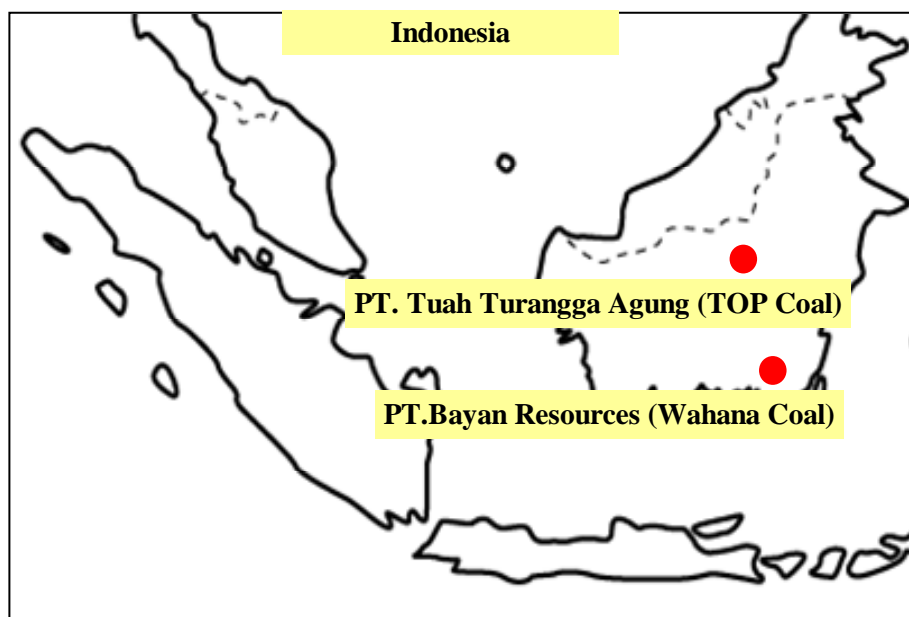 Indonesia
PT. Tuah Turangga Agung (TOP Coal)
PT.Bayan Resources (Wahana Coal)